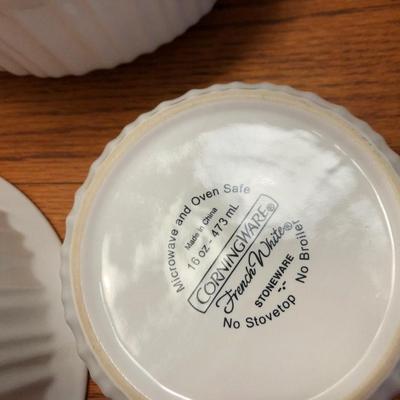 Microwave and Oven Safe
Made in China
16 oz - 473 mL
CORNINGWARE®
French White®
STONEWARE
No Stovetop No Broiler